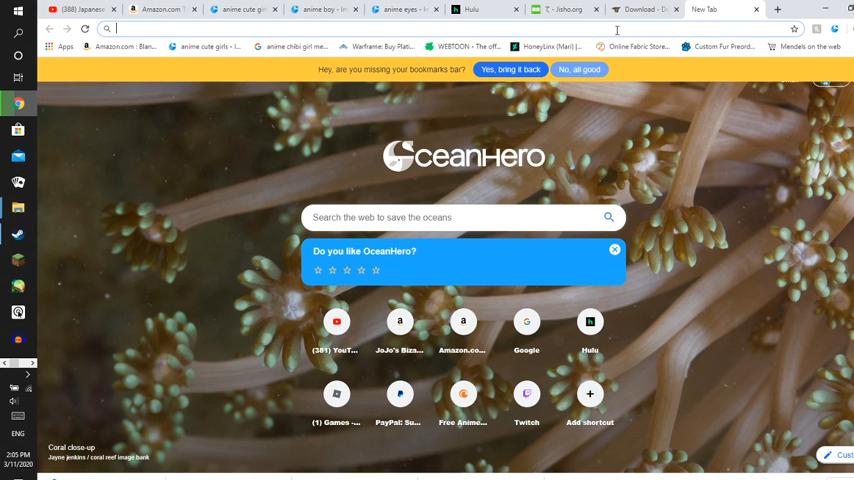 (388) Japanese
Amazon.com: T
anime cute girl
anime boy - Im
anime eyes - Im
Hulu
て - Jisho.org
Download - D
New Tab
Apps
Amazon.com : Blan...
anime cute girls - I...
anime chibi girl me...
Warframe: Buy Plati...
WEBTOON - The off...
HoneyLinx (Mari) |...
Online Fabric Store...
Custom Fur Preord...
Mendels on the web
Hey, are you missing your bookmarks bar?
Yes, bring it back
No, all good
OceanHero
Search the web to save the oceans
Do you like OceanHero?
(381) YouT...
JoJo's Biza...
Amazon.co...
Google
Hulu
(1) Games -...
PayPal: Su...
Free Anime...
Twitch
Add shortcut
Coral close-up
Jayne jenkins / coral reef image bank
Cust
ENG
2:05 PM
3/11/2020